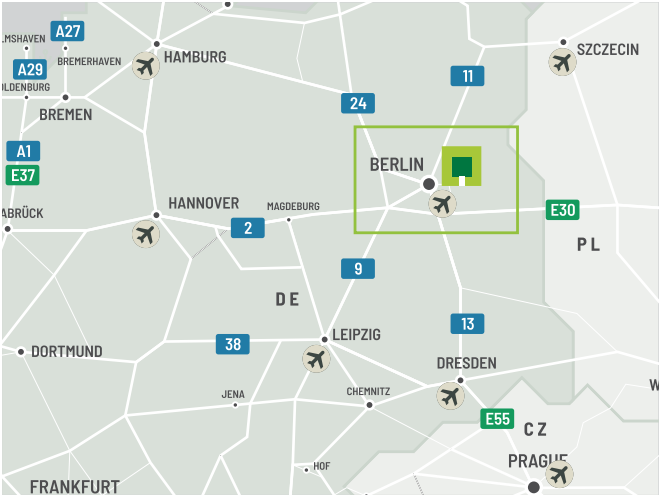 A27
LMSHAVEN
SZCZECIN
HAMBURG
BREMERHAVEN
A29
11
OLDENBURG
24
BREMEN
A1
BERLIN
E37
HANNOVER
MAGDEBURG
E30
ABRÜCK
2
PL
9
DE
13
LEIPZIG
38
DORTMUND
DRESDEN
W
JENA
CHEMNITZ
E55
CZ
PRAGUE
HOF
FRANKFURT